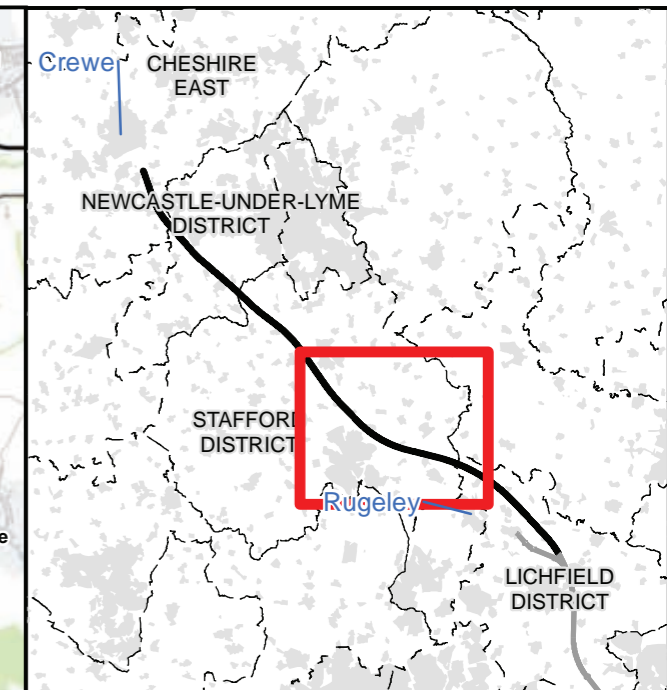 Crewe
CHESHIRE
EAST
NEWCASTLE-UNDER-LYME
DISTRICT
STAFFORD
DISTRICT
Rugeley
LICHFIELD
DISTRICT
e